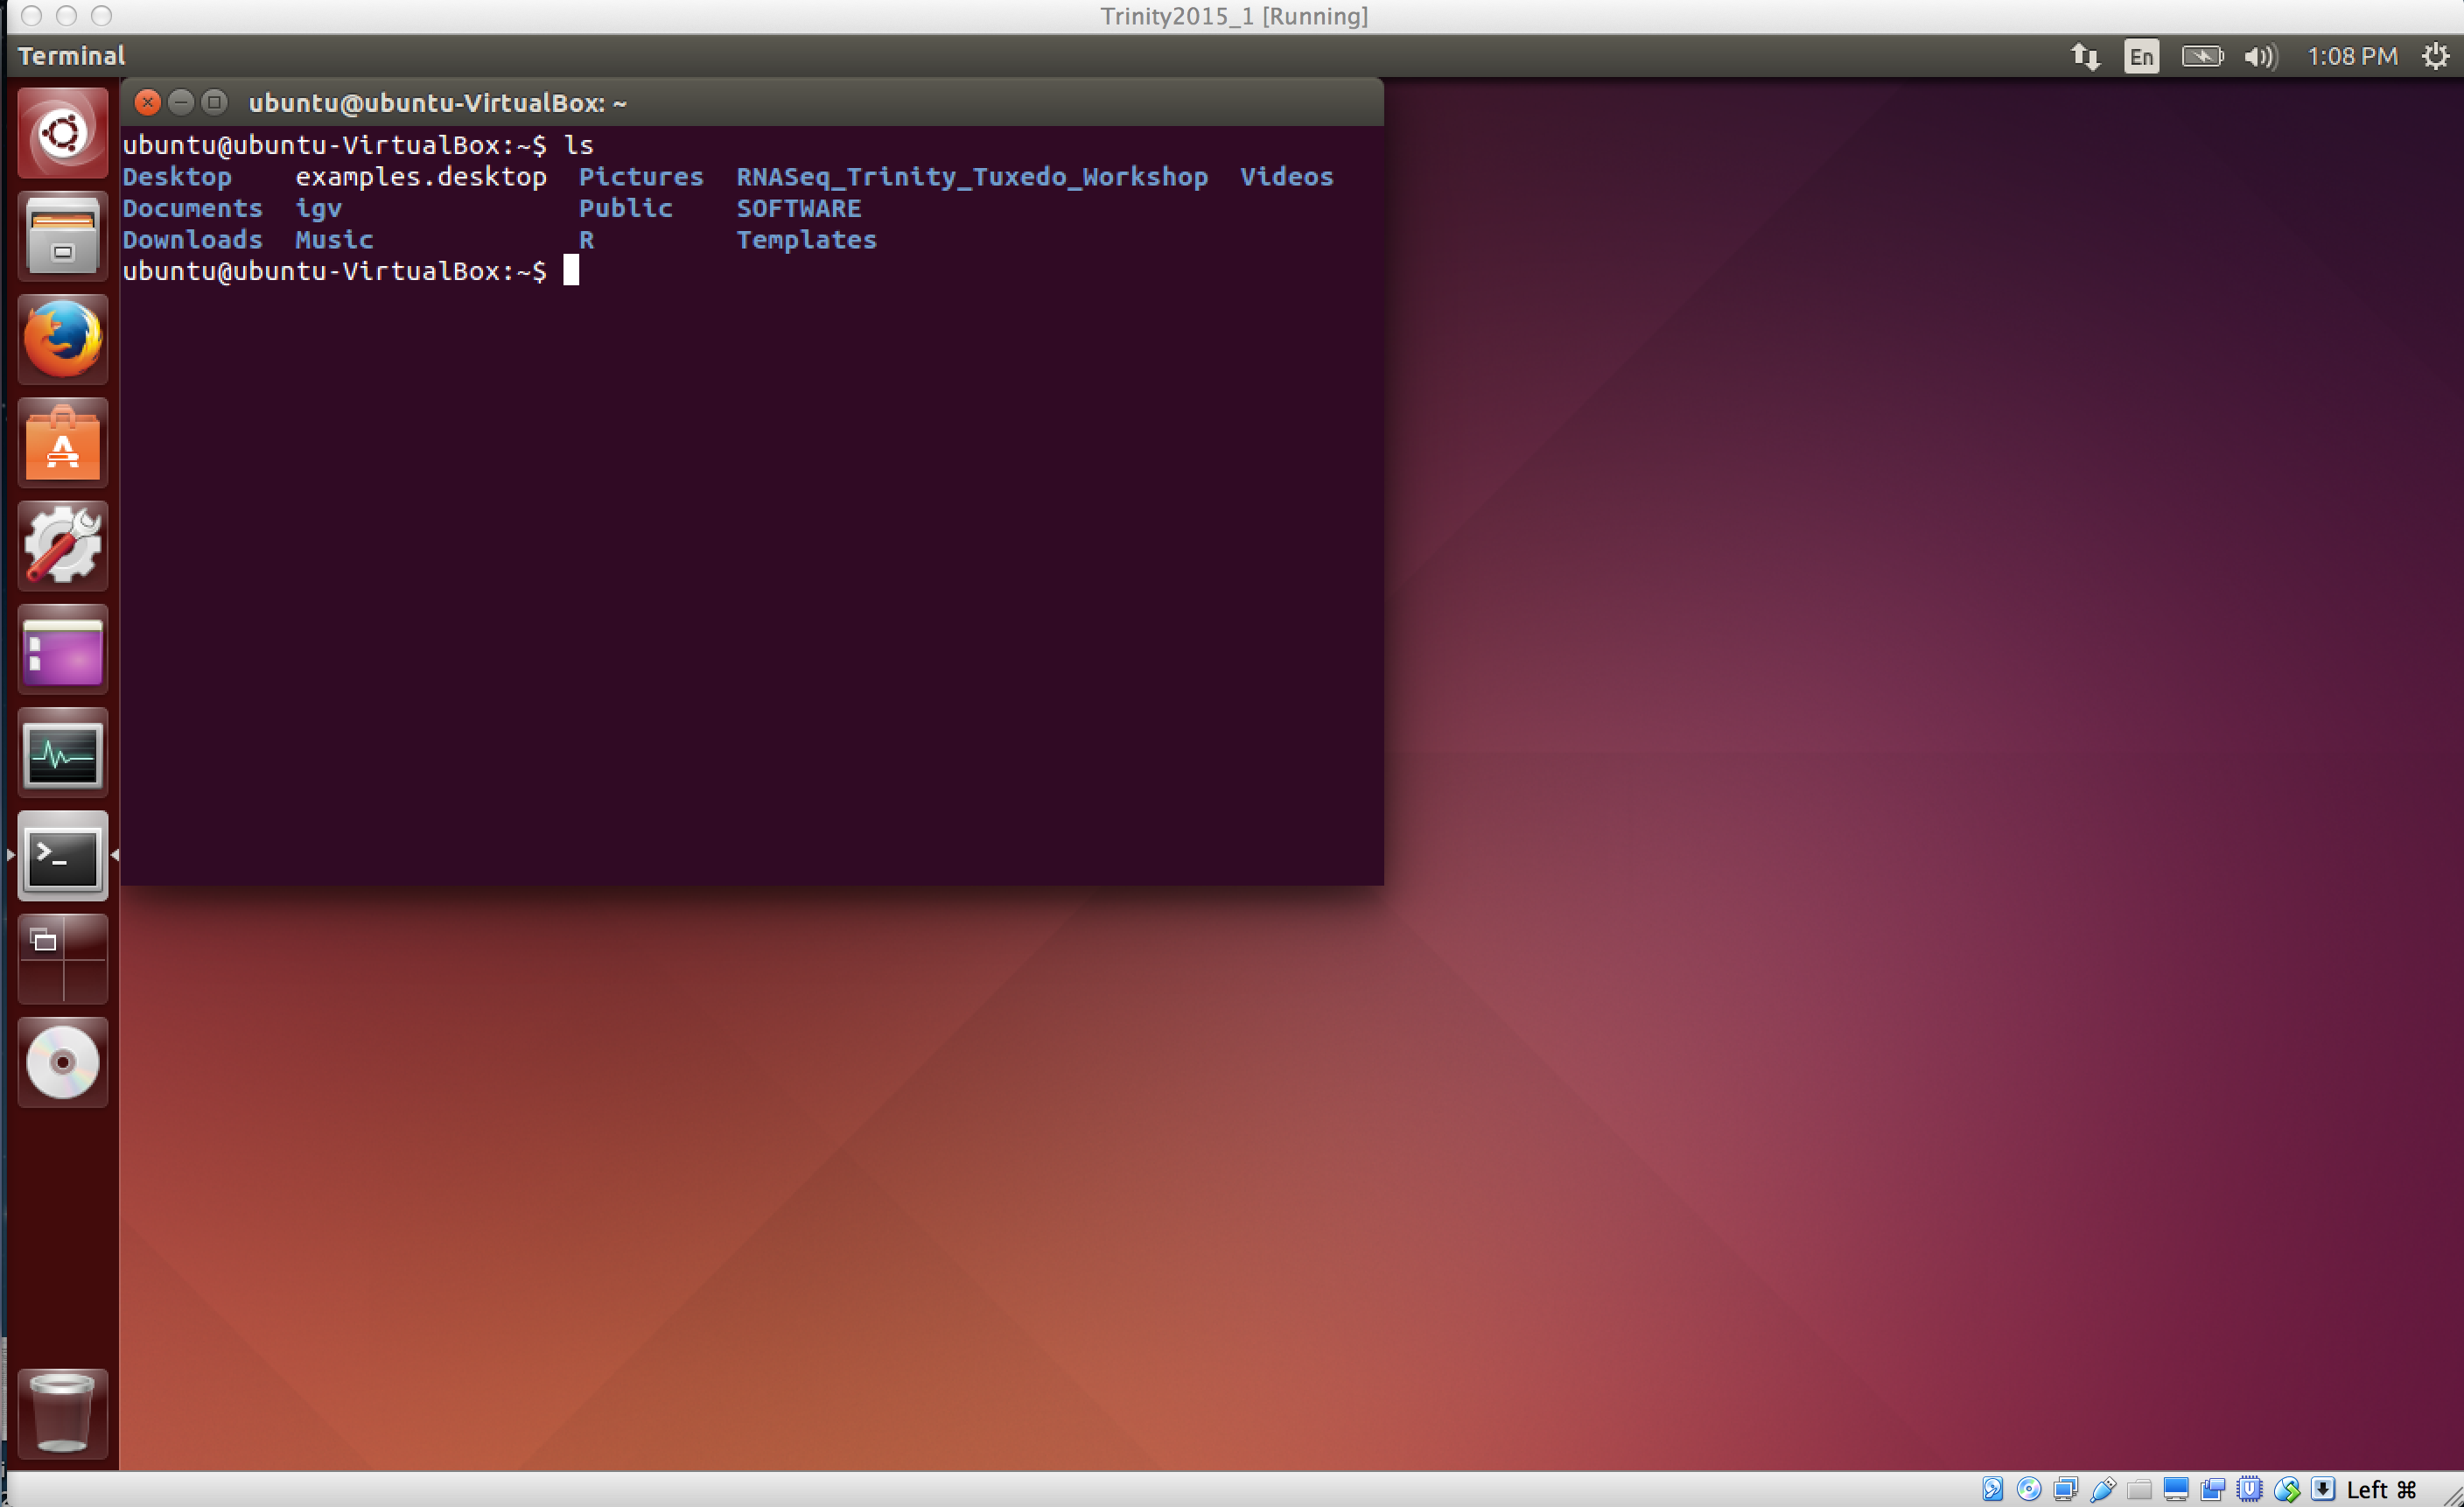 Trinity2015_1 [Running]
Terminal En 1:08 PM
ubuntu@ubuntu-VirtualBox: ~
ubuntu@ubuntu-VirtualBox:~$ ls
Desktop examples.desktop Pictures RNASeq_Trinity_Tuxedo_Workshop Videos
Documents igv Public SOFTWARE
Downloads Music R Templates
ubuntu@ubuntu-VirtualBox:~$
Left ⌘